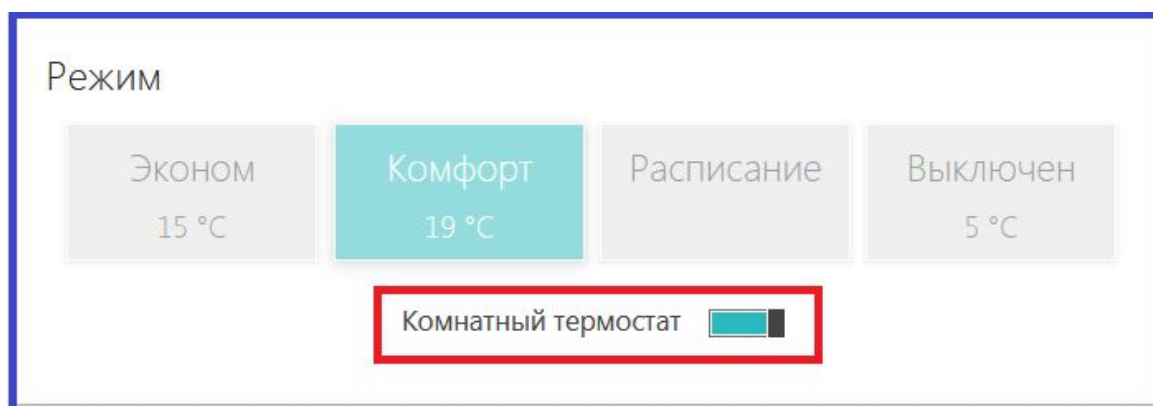 Режим
Эконом
15 °C
Комфорт
19 °C
Расписание
Выключен
5 °C
Комнатный термостат